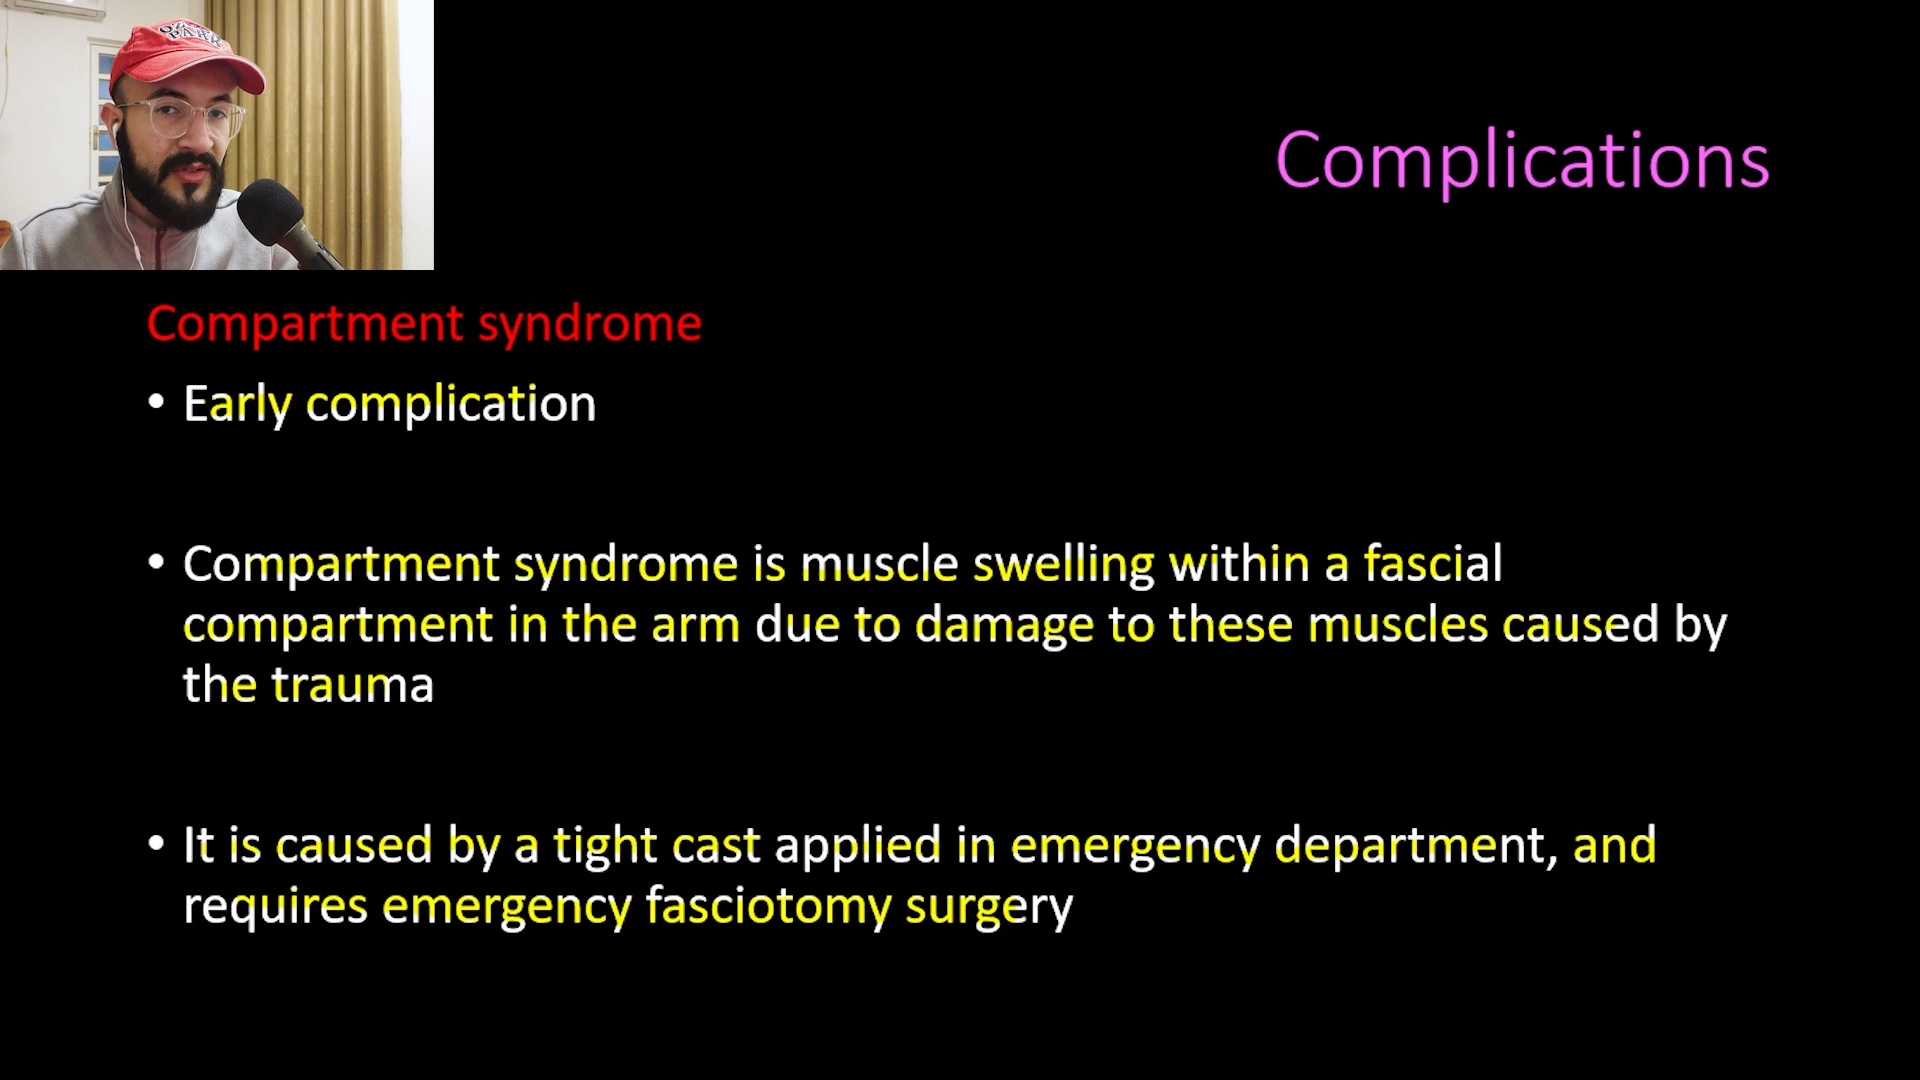 Complications
Compartment syndrome
• Early complication
• Compartment syndrome is muscle swelling within a fascial
compartment in the arm due to damage to these muscles caused by
the trauma
• It is caused by a tight cast applied in emergency department, and
requires emergency fasciotomy surgery